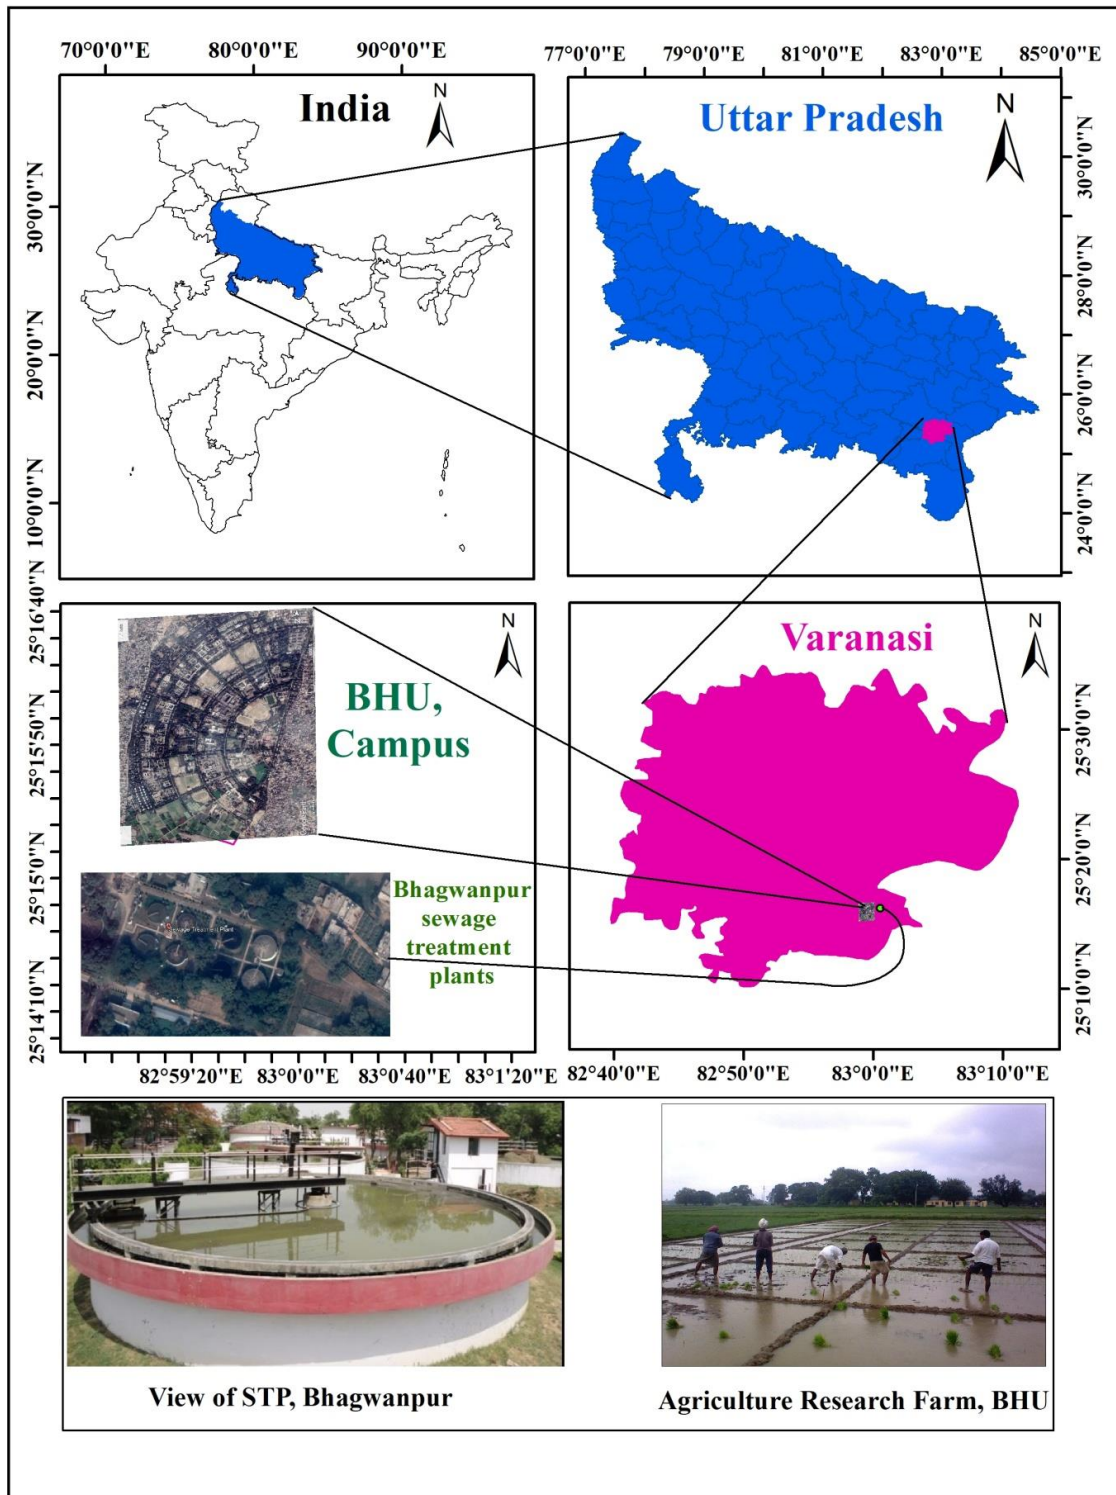 70°0'0"E 80°0'0"E 90°0'0"E
77°0'0"E 79°0'0"E 81°0'0"E 83°0'0"E 85°0'0"E
India
N
30°0'0"N
20°0'0"N
10°0'0"N
Uttar Pradesh
N
30°0'0"N
28°0'0"N
26°0'0"N
24°0'0"N
25°16'40"N
25°15'50"N
25°15'0"N
25°14'10"N
N
BHU,
Campus
Bhagwanpur
sewage
treatment
plants
Sewage Treatment Plant
82°59'20"E 83°0'0"E 83°0'40"E 83°1'20"E
Varanasi
N
25°30'0"N
25°20'0"N
25°10'0"N
82°40'0"E 82°50'0"E 83°0'0"E 83°10'0"E
View of STP, Bhagwanpur
Agriculture Research Farm, BHU